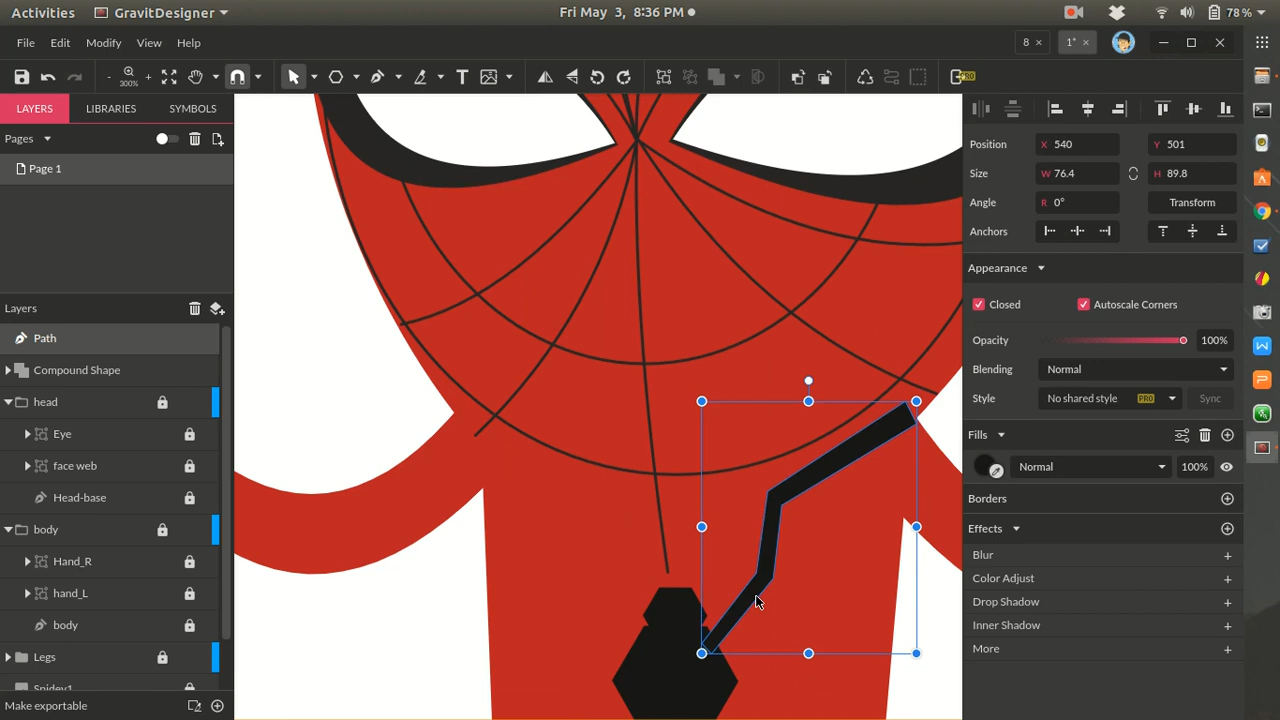 Activities GravitDesigner Fri May 3, 8:36 PM 78 %
File Edit Modify View Help 8 × 1* ×
- 300% + T PRO
LAYERS LIBRARIES SYMBOLS
Pages
Page 1
Layers
Path
Compound Shape
head
Eye
face web
Head-base
body
Hand_R
hand_L
body
Legs
Spidey1
Make exportable
Position X 540 Y 501
Size W 76.4 H 89.8
Angle R 0° Transform
Anchors
Appearance
Closed Autoscale Corners
Opacity 100%
Blending Normal
Style No shared style PRO Sync
Fills
Normal 100%
Borders
Effects
Blur +
Color Adjust +
Drop Shadow +
Inner Shadow +
More +